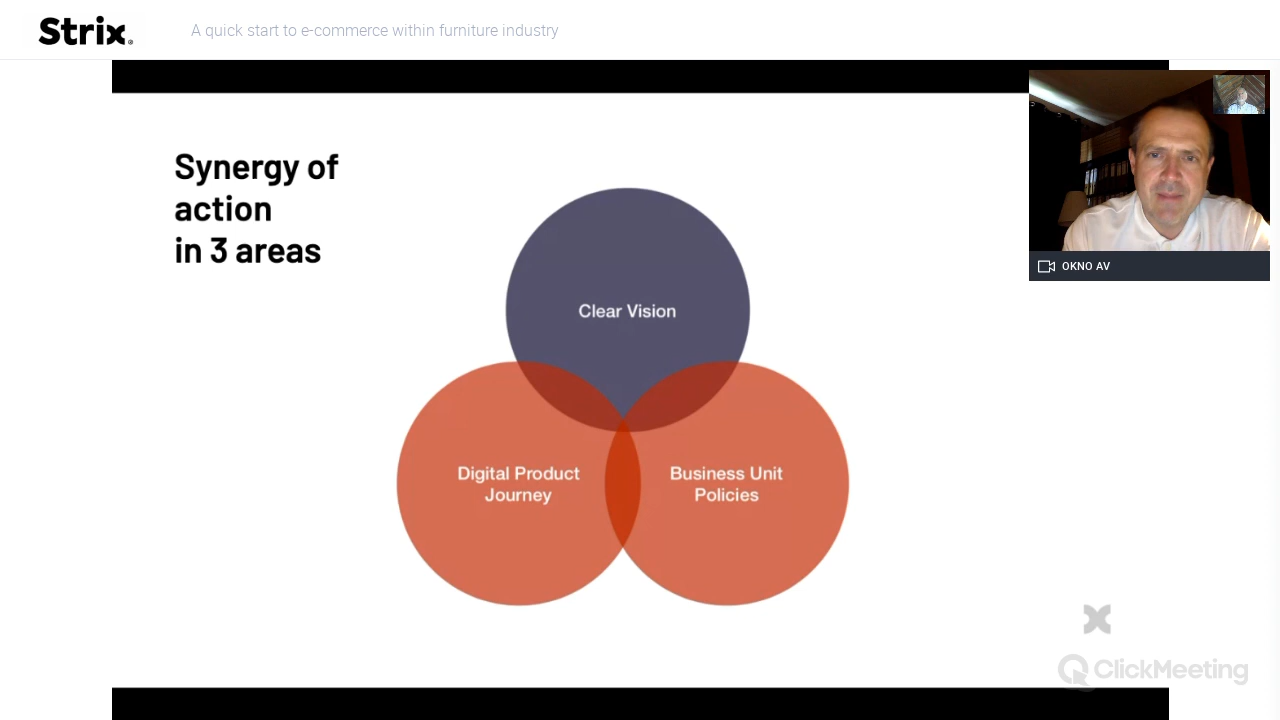 Strix®
A quick start to e-commerce within furniture industry
Synergy of
action
in 3 areas
Clear Vision
Digital Product
Journey
Business Unit
Policies
OKNO AV
ClickMeeting